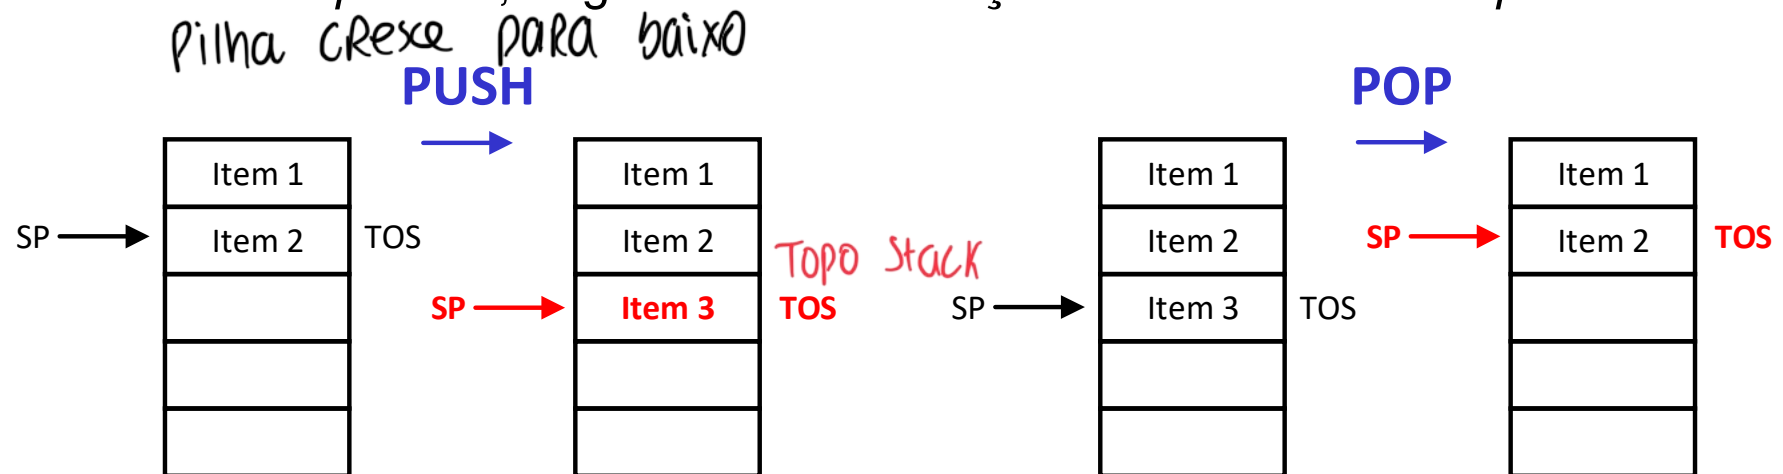 Pilha cresce para baixo
PUSH
POP
Item 1
Item 1
Item 1
Item 1
SP
Item 2
TOS
Item 2
Topo Stack
Item 2
SP
Item 2
TOS
SP
Item 3
TOS
SP
Item 3
TOS